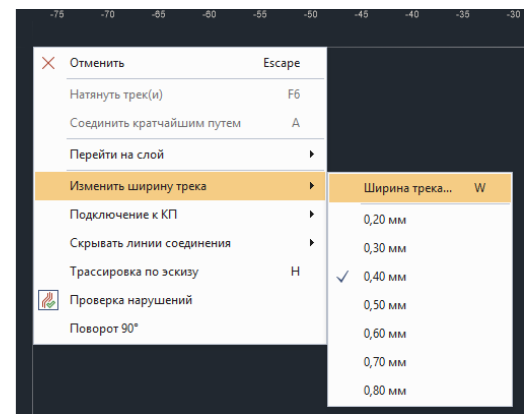 -75 -70 -65 -60 -55 -50 -45 -40 -35 -30
Отменить Escape
Натянуть трек(и) F6
Соединить кратчайшим путем A
Перейти на слой
Изменить ширину трека
Ширина трека... W
Подключение к КП
0,20 мм
Скрывать линии соединения
0,30 мм
Трассировка по эскизу H
0,40 мм
Проверка нарушений
0,50 мм
Поворот 90°
0,60 мм
0,70 мм
0,80 мм